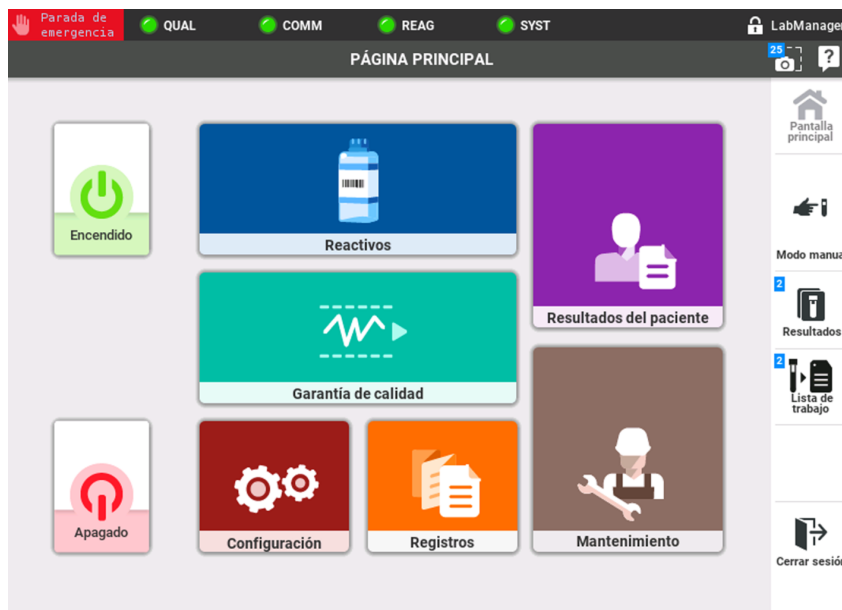 Parada de
emergencia
QUAL
COMM
REAG
SYST
LabManager
PÁGINA PRINCIPAL
25
?
Pantalla
principal
Encendido
Reactivos
Modo manua
Resultados del paciente
2
Resultados
Garantía de calidad
2
Lista de
trabajo
Apagado
Configuración
Registros
Mantenimiento
Cerrar sesión